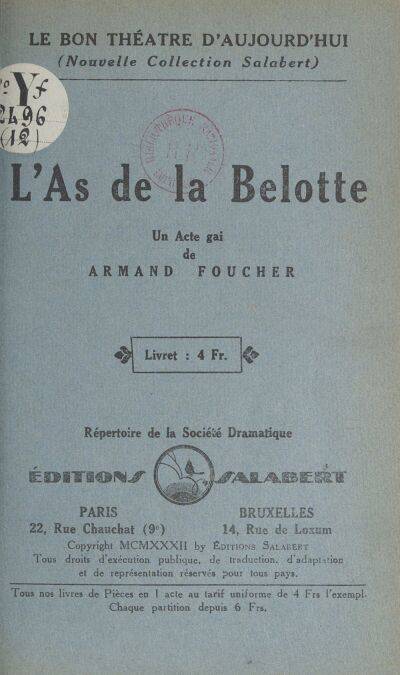 LE BON THÉATRE D'AUJOURD'HUI
(Nouvelle Collection Salabert)
Yf
2496
(12)
L'As de la Belotte
Un Acte gai
de
ARMAND FOUCHER
Livret : 4 Fr.
Répertoire de la Société Dramatique
ÉDITIONS SALABERT
PARIS
22, Rue Chauchat (9e)
BRUXELLES
14, Rue de Loxum
Copyright MCMXXXII by ÉDITIONS SALABERT
Tous droits d'exécution publique, de traduction, d'adaptation
et de représentation réservés pour tous pays.
Tous nos livres de Pièces en 1 acte au tarif uniforme de 4 Frs l'exempl.
Chaque partition depuis 6 Frs.